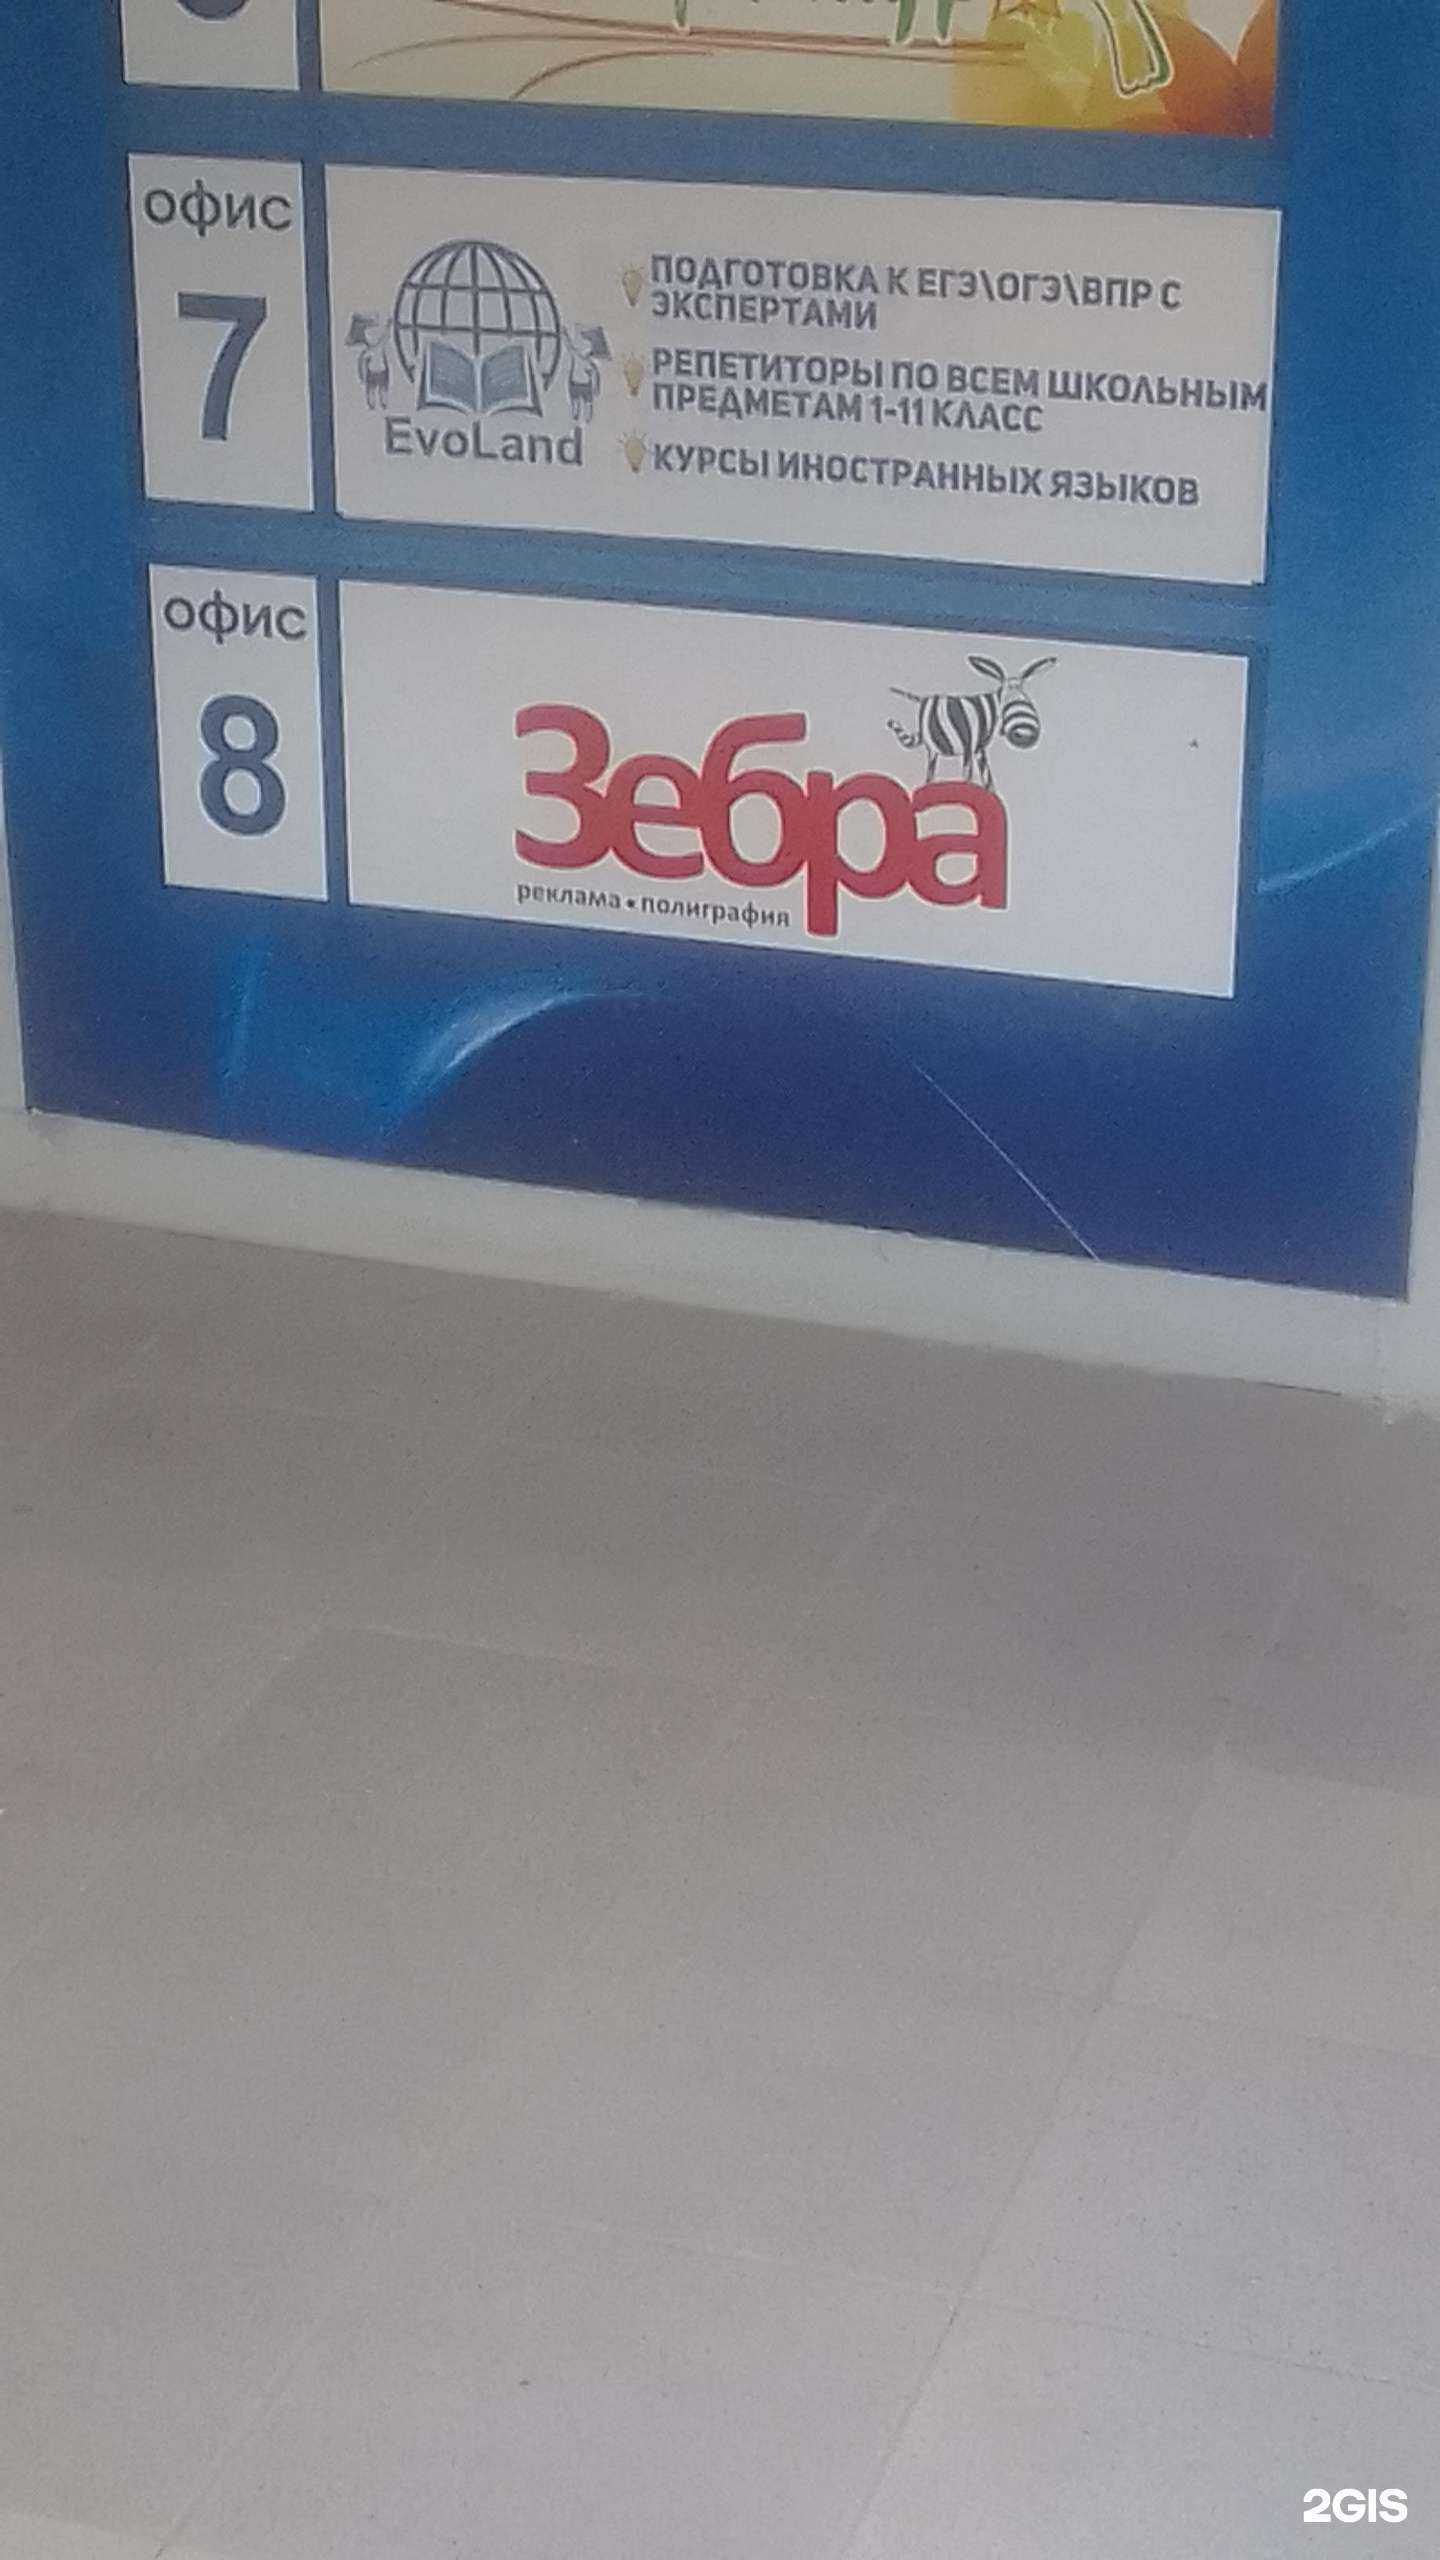 офис
7
EvoLand
ПОДГОТОВКА К ЕГЭ\ОГЭ\ВПР С
ЭКСПЕРТАМИ
РЕПЕТИТОРЫ ПО ВСЕМ ШКОЛЬНЫМ
ПРЕДМЕТАМ 1-11 КЛАСС
КУРСЫ ИНОСТРАННЫХ ЯЗЫКОВ
офис
8
Зебра
реклама • полиграфия
2GIS